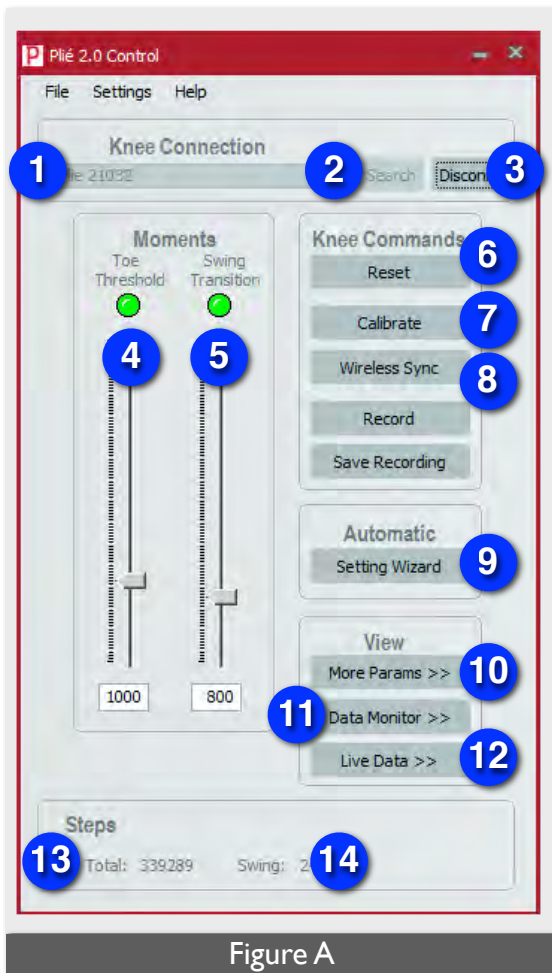 P Plié 2.0 Control
File Settings Help
Knee Connection
1 21032 2 Search 3
Moments
Toe Threshold
Swing Transition
4 5
1000 800
Knee Commands
Reset 6
Calibrate 7
Wireless Sync 8
Record
Save Recording
Automatic
Setting Wizard 9
View
More Params >> 10
11 Data Monitor >>
Live Data >> 12
Steps
13 Total: 339289 Swing: 14
Figure A